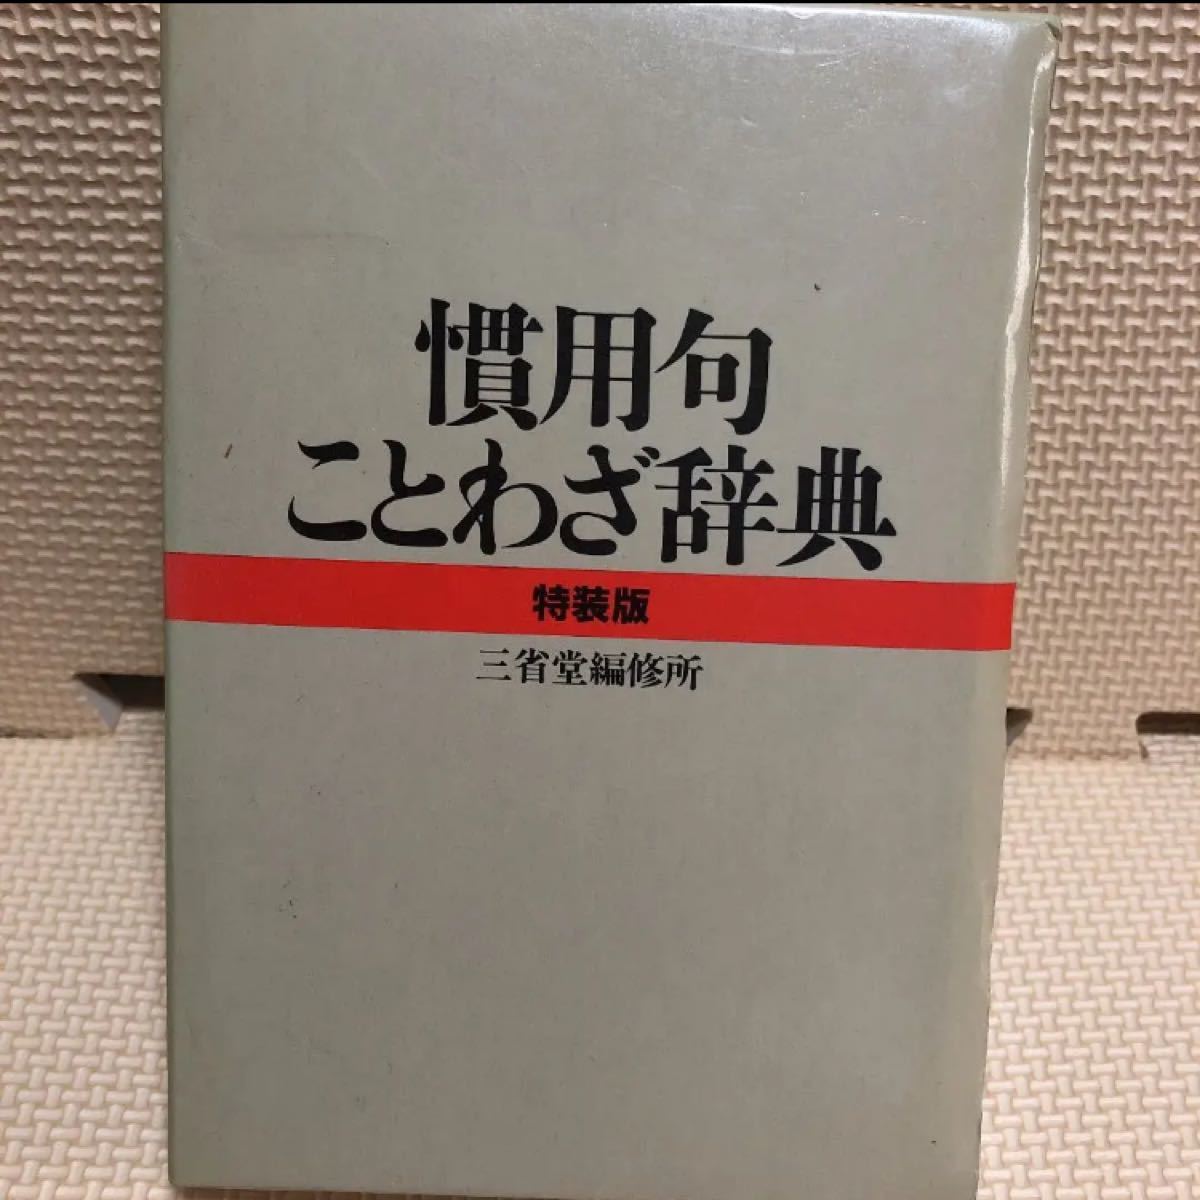 慣用句
ことわざ辞典
特装版
三省堂編修所